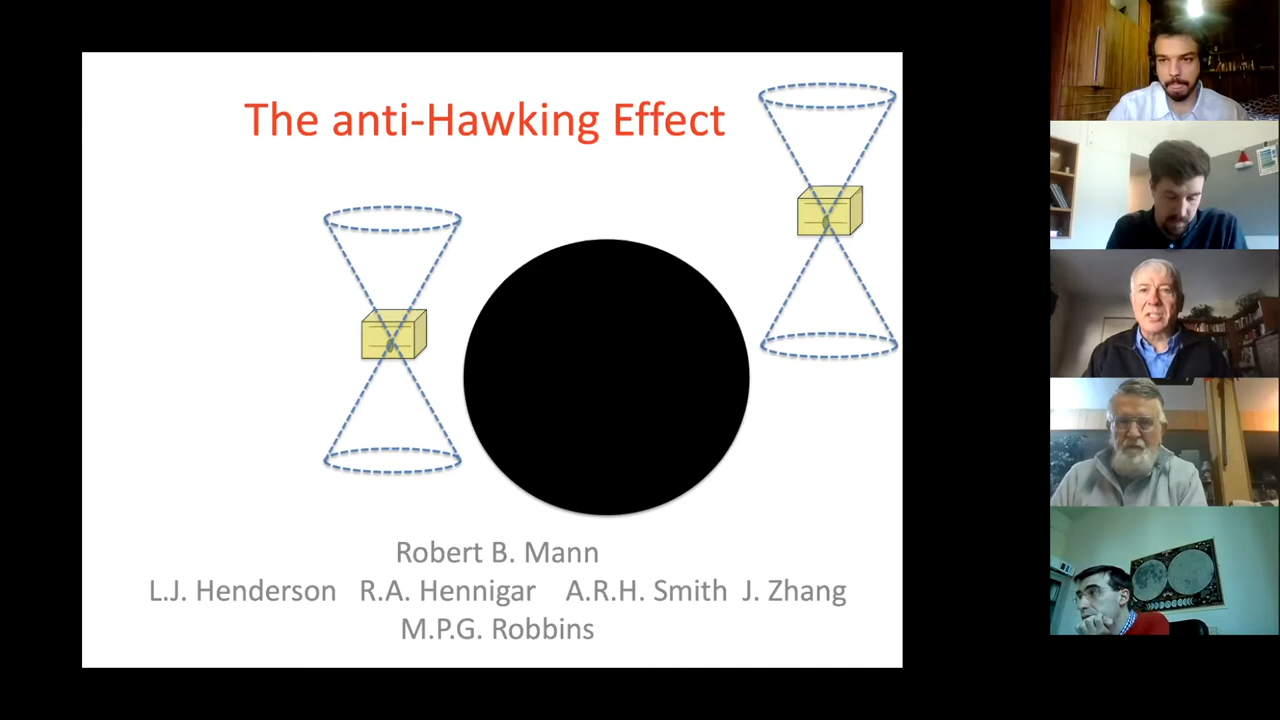 The anti-Hawking Effect
Robert B. Mann
L.J. Henderson R.A. Hennigar A.R.H. Smith J. Zhang
M.P.G. Robbins